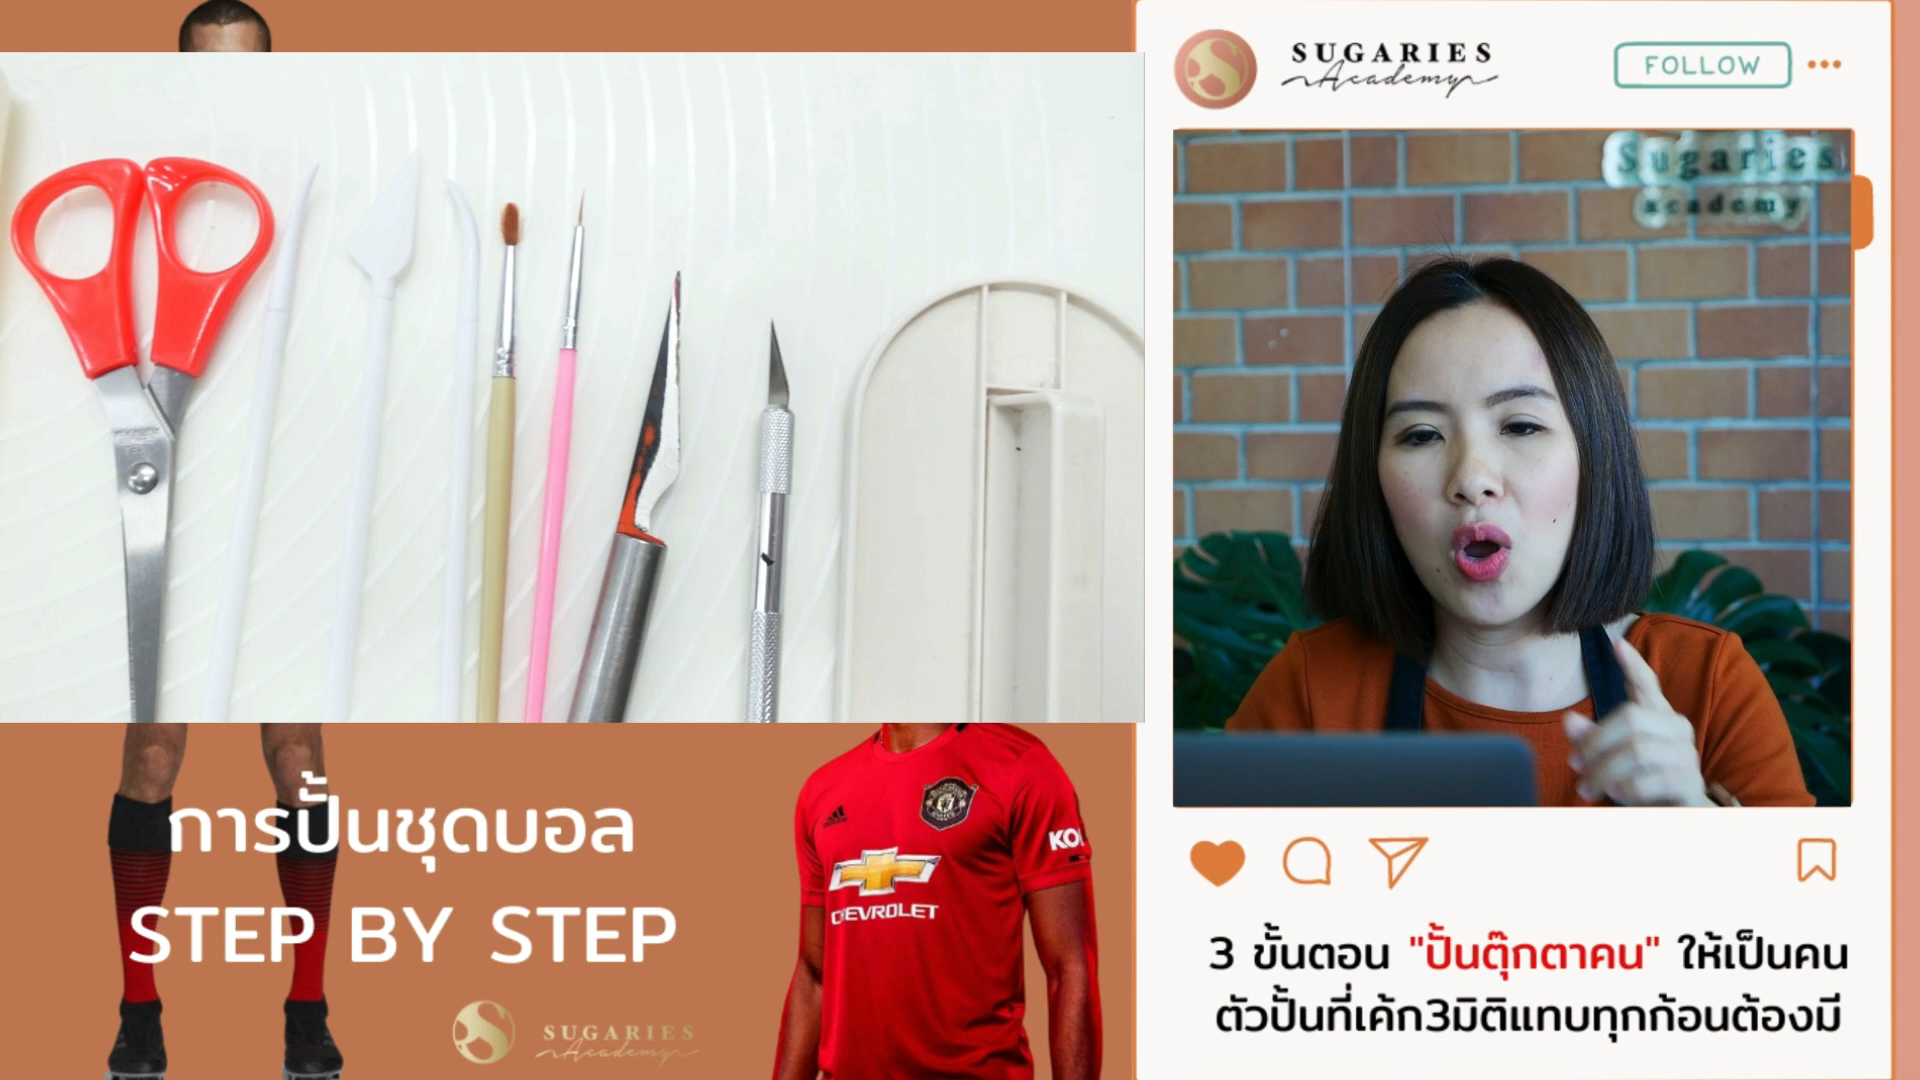 การปั้นชุดบอล
STEP BY STEP
SUGARIES
Academy
CHEVROLET
SUGARIES
Academy
FOLLOW
Sugaries
academy
3 ขั้นตอน "ปั้นตุ๊กตาคน" ให้เป็นคน
ตัวปั้นที่เค้ก3มิติแทบทุกก้อนต้องมี